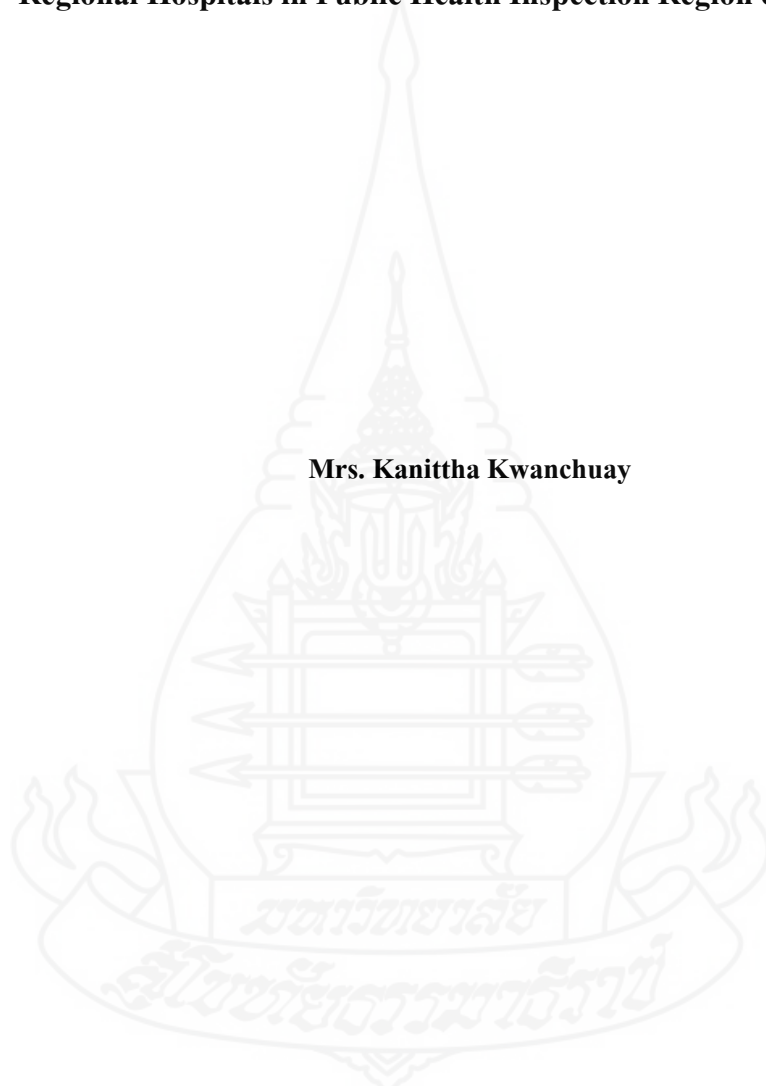 Regional Hospitals in Public Health Inspection Region
Mrs. Kanittha Kwanchuay
มหาวิทยาลัย
สุโขทัยธรรมาธิราช